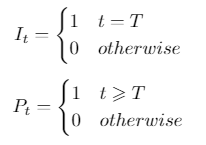 I_t = { 1 t = T
0 otherwise
P_t = { 1 t ⩾ T
0 otherwise